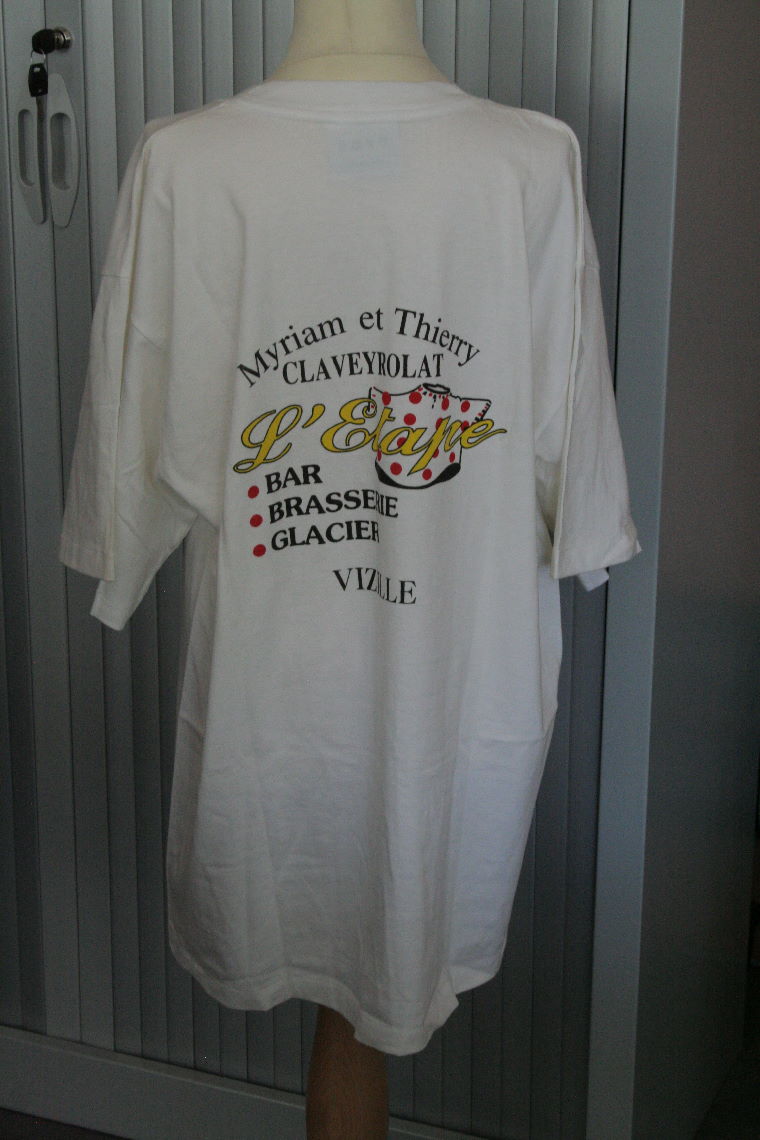 Myriam et Thierry
CLAVEYROLAT
L'Etape
BAR
BRASSERIE
GLACIER
VIZILLE